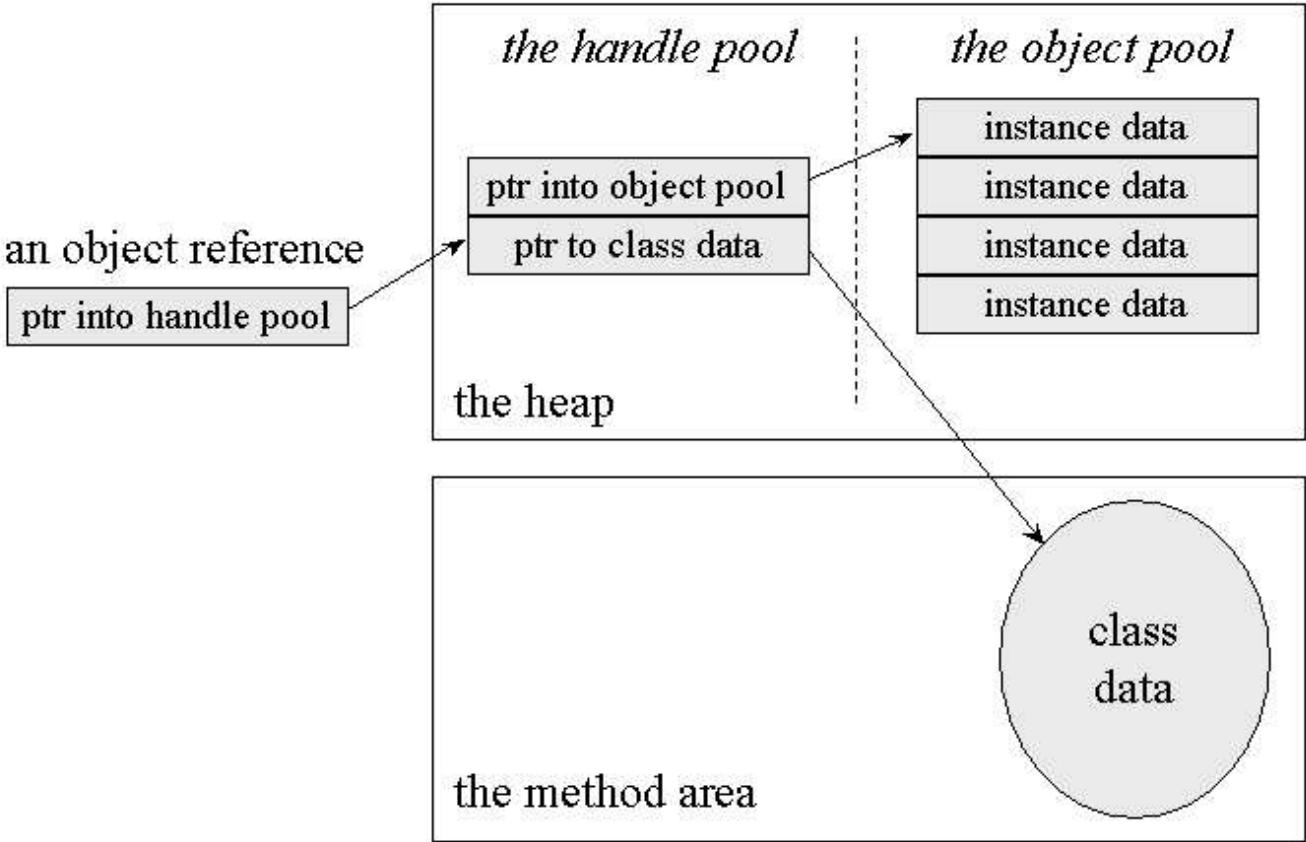 the handle pool
the object pool
instance data
ptr into object pool
instance data
ptr to class data
instance data
an object reference
ptr into handle pool
instance data
the heap
class
data
the method area